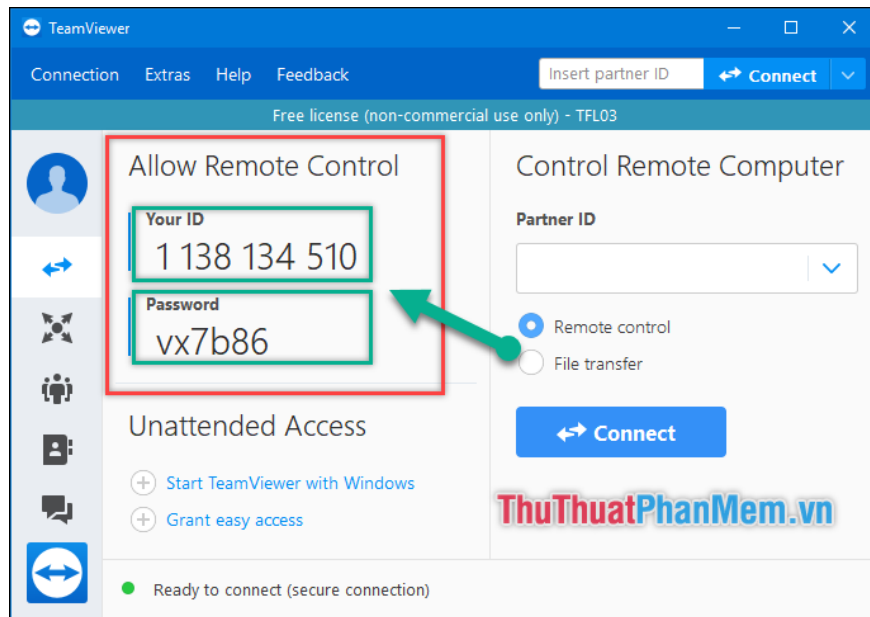 TeamViewer
Connection Extras Help Feedback Insert partner ID Connect
Free license (non-commercial use only) - TFL03
Allow Remote Control
Your ID
1 138 134 510
Password
vx7b86
Unattended Access
Start TeamViewer with Windows
Grant easy access
Control Remote Computer
Partner ID
Remote control
File transfer
Connect
ThuThuatPhanMem.vn
Ready to connect (secure connection)